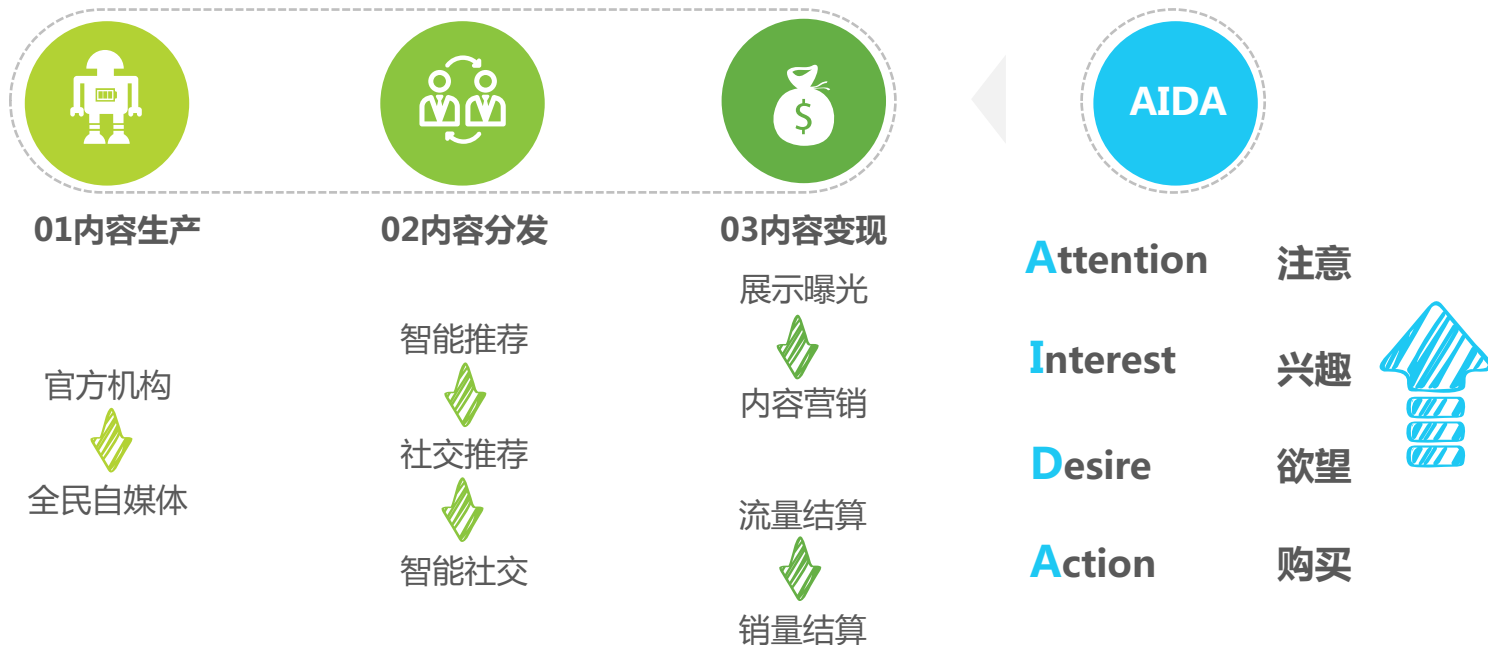 01内容生产
官方机构
全民自媒体
02内容分发
智能推荐
社交推荐
智能社交
03内容变现
$
展示曝光
内容营销
流量结算
销量结算
AIDA
Attention 注意
Interest 兴趣
Desire 欲望
Action 购买